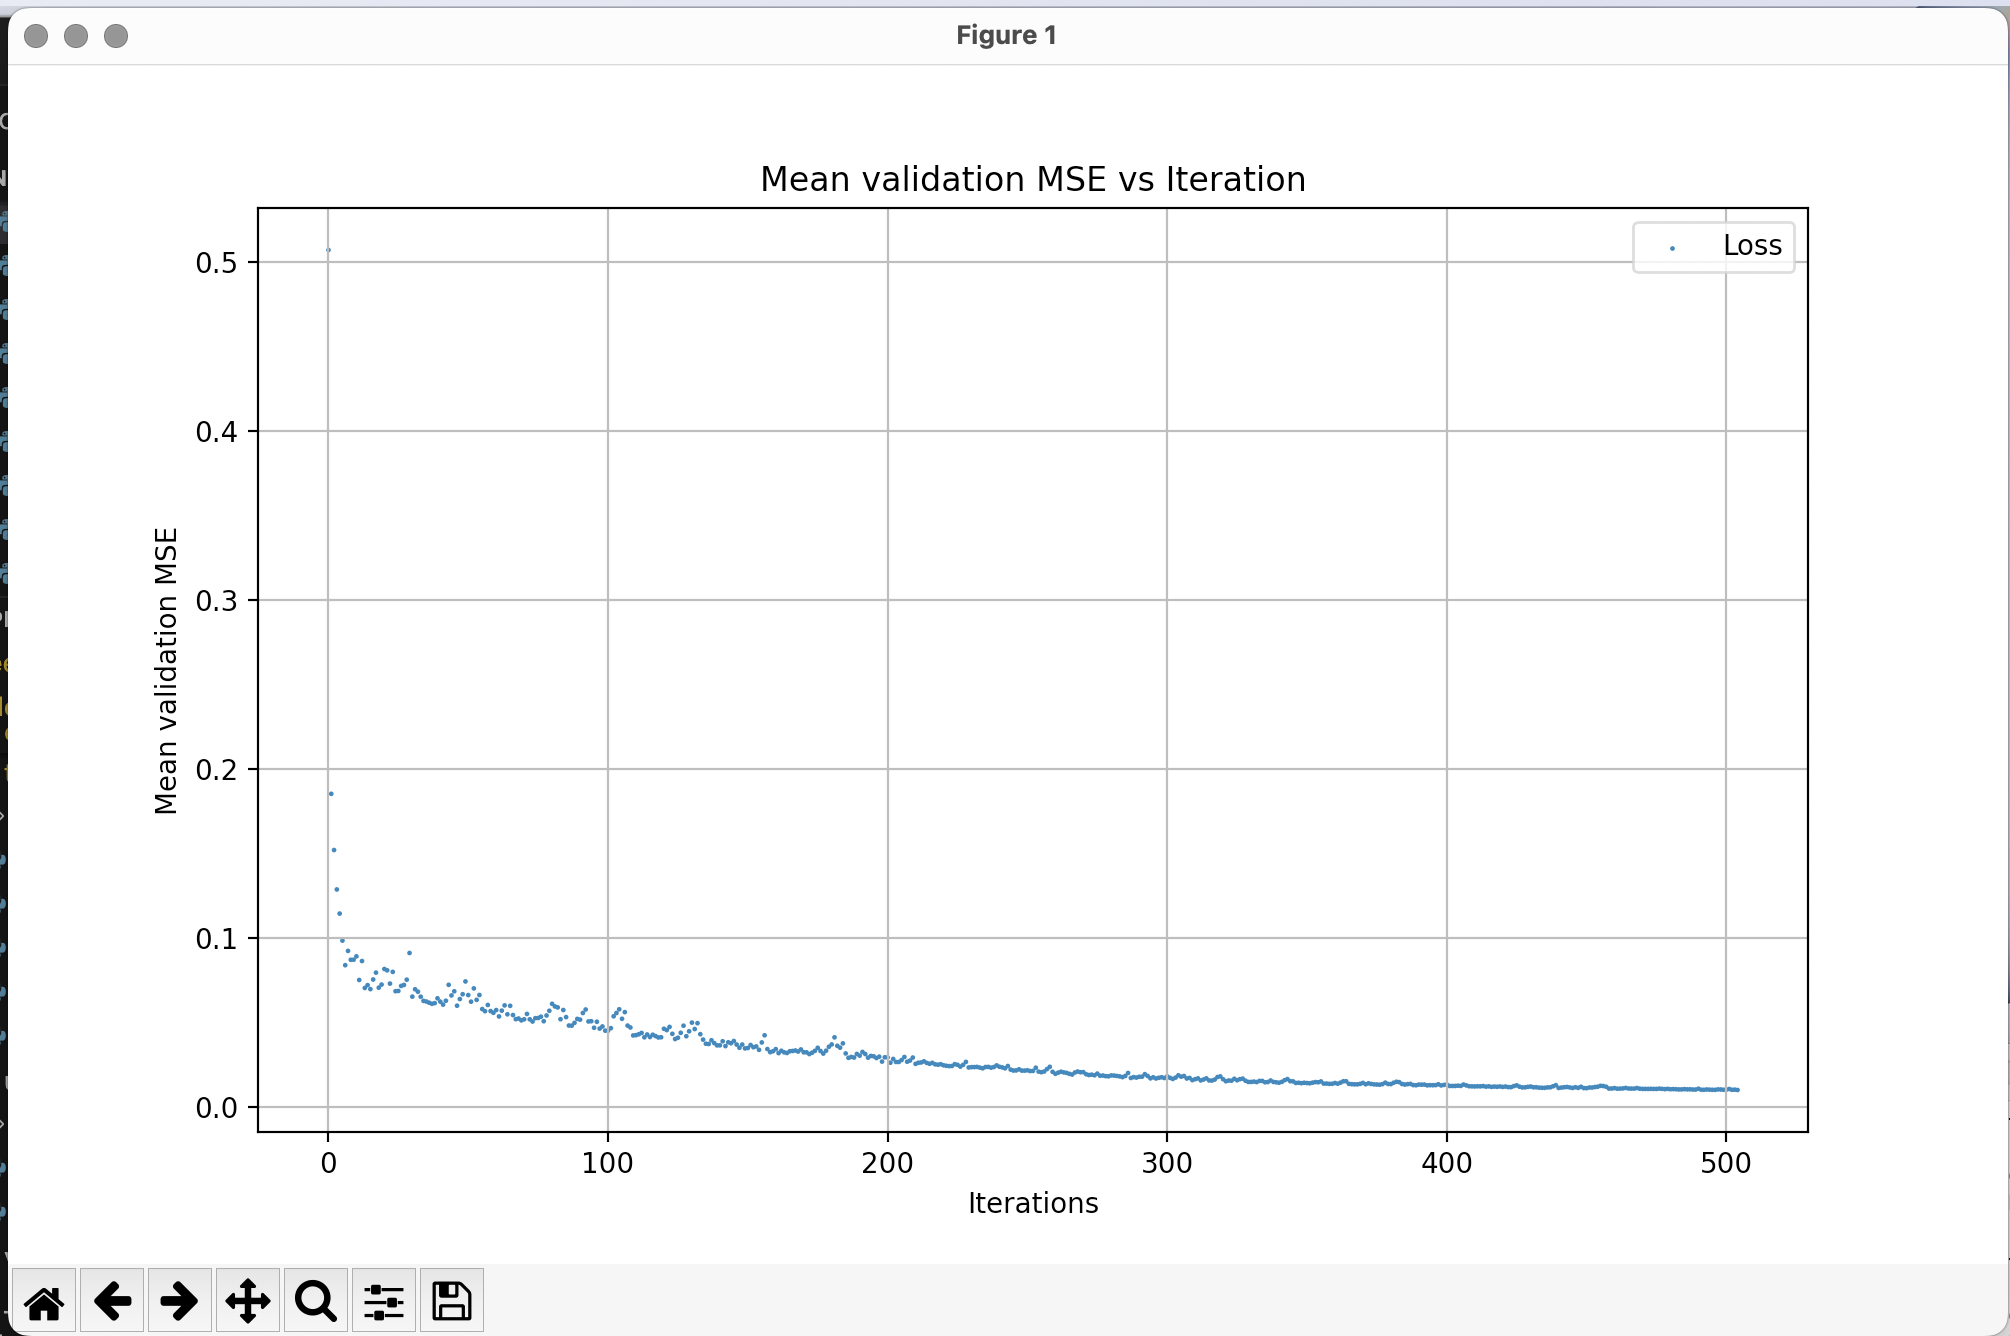 Figure 1
Mean validation MSE vs Iteration
Loss
0.5
0.4
0.3
0.2
0.1
0.0
Mean validation MSE
0 100 200 300 400 500
Iterations